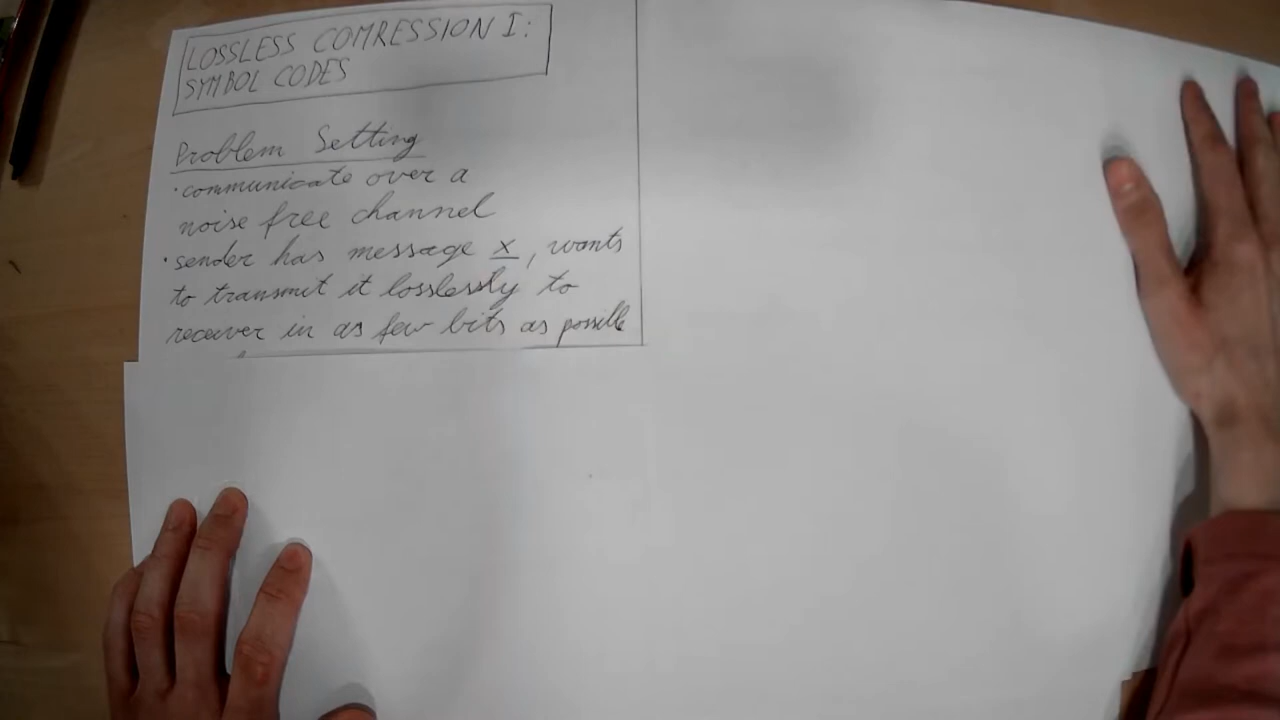 LOSSLESS COMRESSION I:
SYMBOL CODES
Problem Setting
· communicate over a
noise free channel
· sender has message x, wants
to transmit it losslessly to
receiver in as few bits as possible